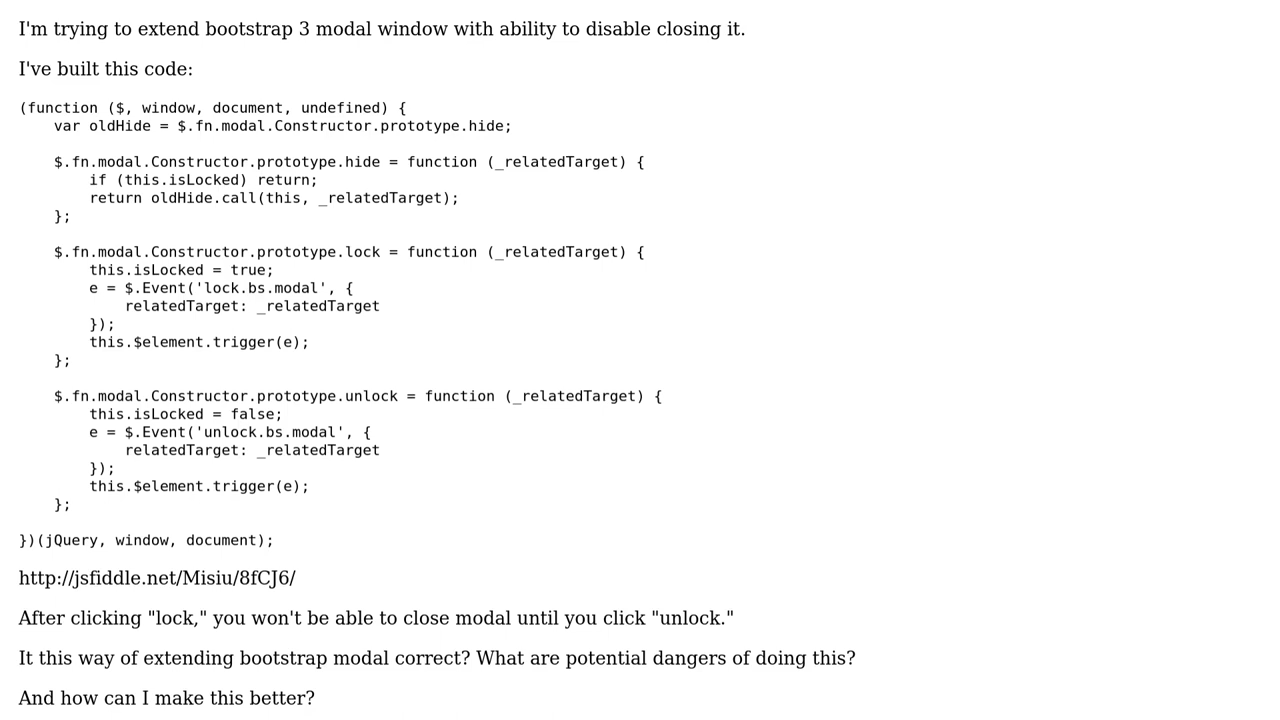 I'm trying to extend bootstrap 3 modal window with ability to disable closing it.
I've built this code:
(function ($, window, document, undefined) {
    var oldHide = $.fn.modal.Constructor.prototype.hide;

    $.fn.modal.Constructor.prototype.hide = function (_relatedTarget) {
        if (this.isLocked) return;
        return oldHide.call(this, _relatedTarget);
    };

    $.fn.modal.Constructor.prototype.lock = function (_relatedTarget) {
        this.isLocked = true;
        e = $.Event('lock.bs.modal', {
            relatedTarget: _relatedTarget
        });
        this.$element.trigger(e);
    };

    $.fn.modal.Constructor.prototype.unlock = function (_relatedTarget) {
        this.isLocked = false;
        e = $.Event('unlock.bs.modal', {
            relatedTarget: _relatedTarget
        });
        this.$element.trigger(e);
    };

})(jQuery, window, document);
http://jsfiddle.net/Misiu/8fCJ6/
After clicking "lock," you won't be able to close modal until you click "unlock."
It this way of extending bootstrap modal correct? What are potential dangers of doing this?
And how can I make this better?